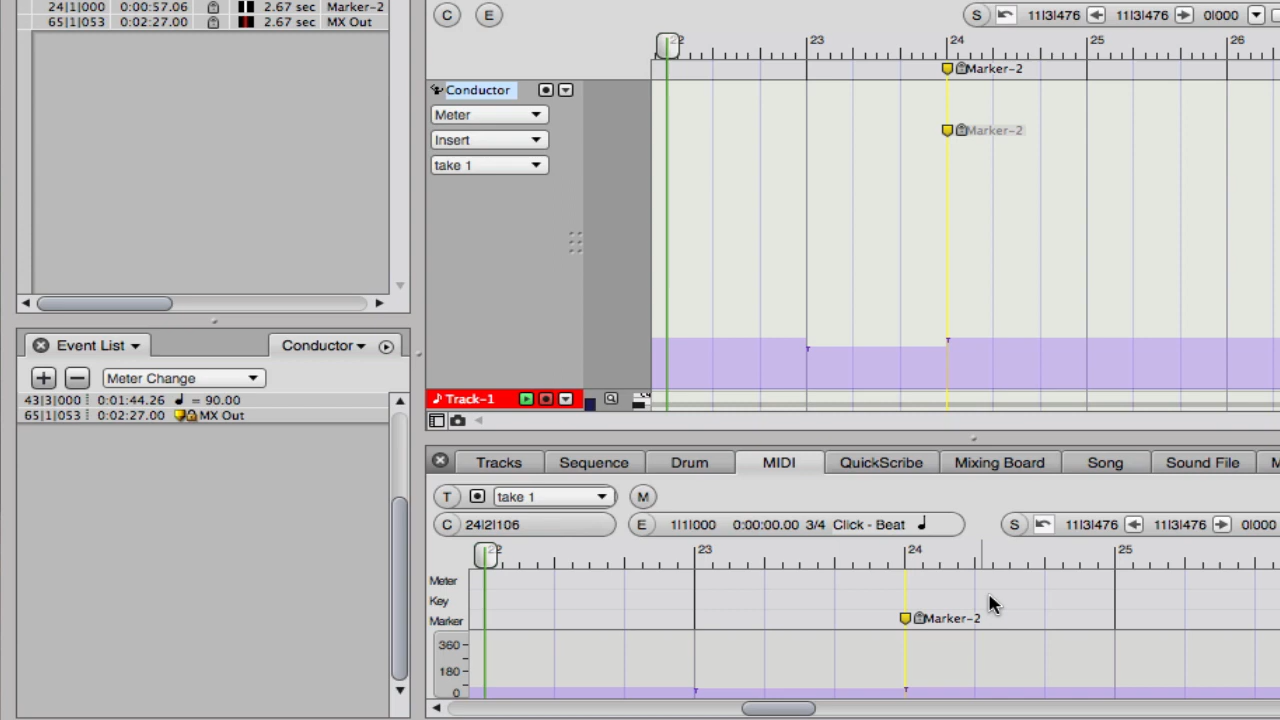 24|1|000 0:00:57.06 2.67 sec Marker-2
65|1|053 0:02:27.00 2.67 sec MX Out
C E S 11|3|476 11|3|476 0|000
22 23 24 25 26
Marker-2
Conductor
Meter
Marker-2
Insert
take 1
Event List Conductor
Meter Change
43|3|000 0:01:44.26 = 90.00
65|1|053 0:02:27.00 MX Out
Track-1
Tracks Sequence Drum MIDI QuickScribe Mixing Board Song Sound File M
T take 1 M
C 24|2|106 E 1|1|000 0:00:00.00 3/4 Click - Beat S 11|3|476 11|3|476 0|000
22 23 24 25
Meter
Key
Marker Marker-2
360
180
0